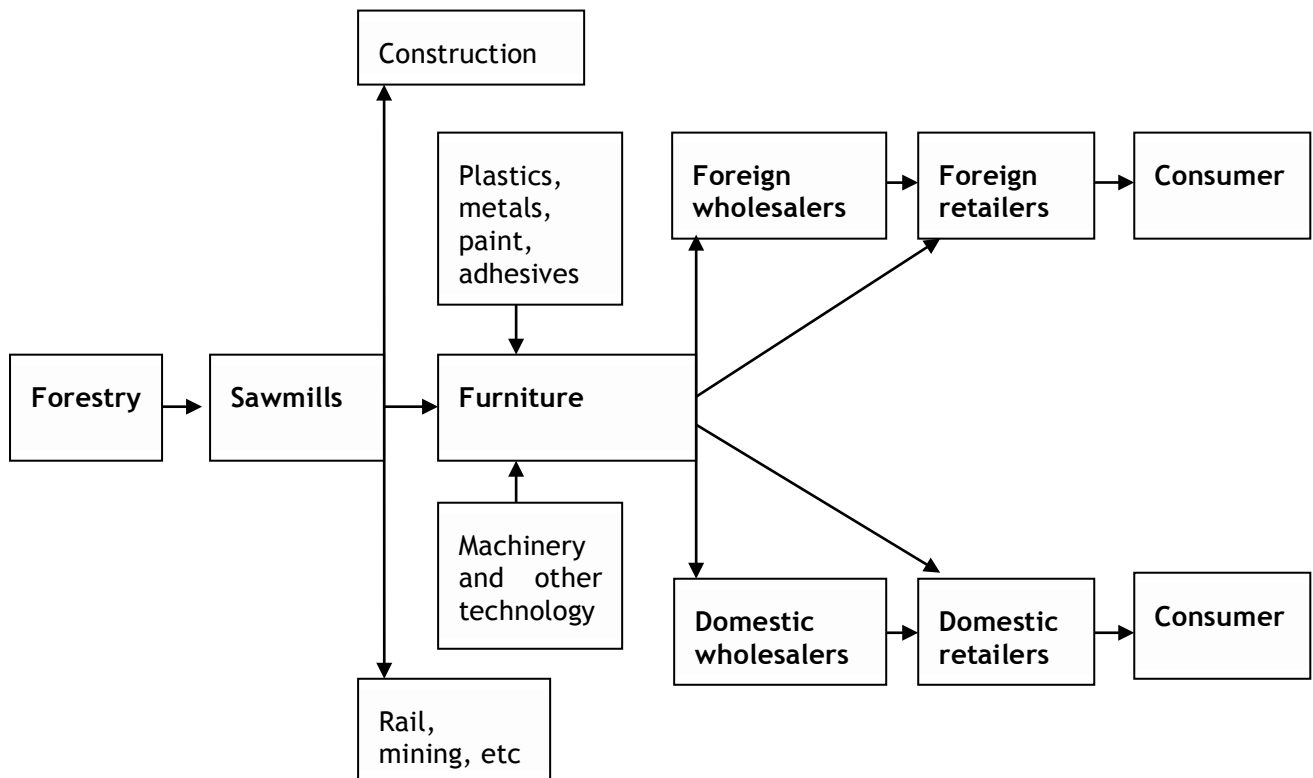 Construction
Plastics,
metals,
paint,
adhesives
Foreign
wholesalers
Foreign
retailers
Consumer
Forestry
Sawmills
Furniture
Machinery
and other
technology
Domestic
wholesalers
Domestic
retailers
Consumer
Rail,
mining, etc